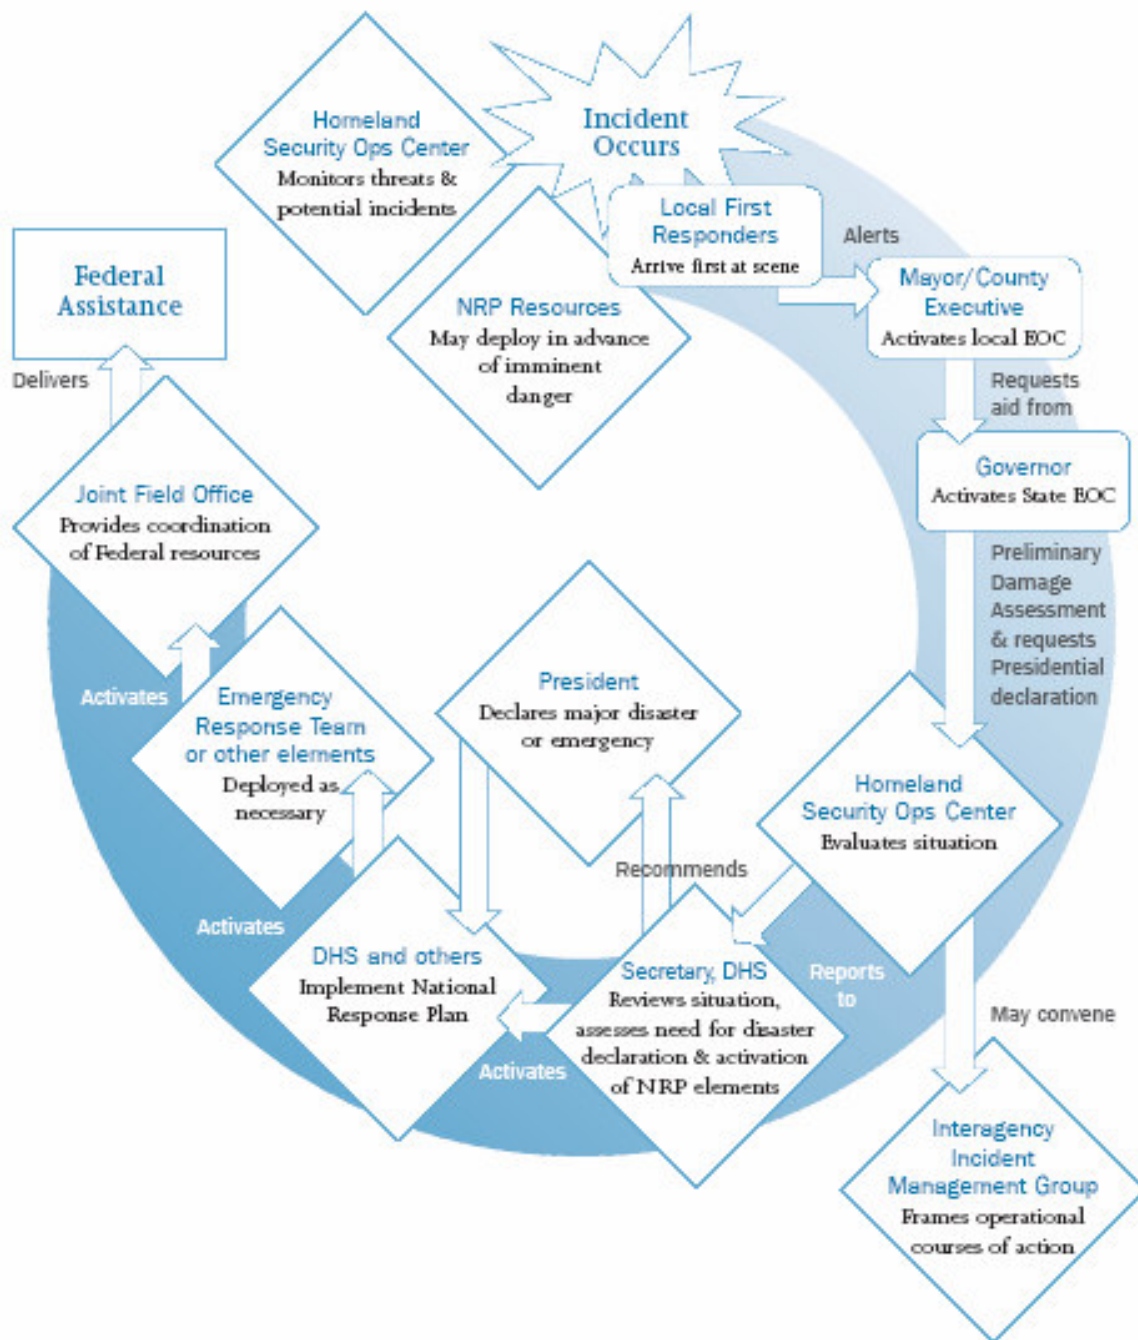 Homeland
Security Ops Center
Monitors threats &
potential incidents
Incident
Occurs
Local First
Responders
Arrive first at scene
Alerts
Mayor/County
Executive
Activates local EOC
Federal
Assistance
NRP Resources
May deploy in advance
of imminent
danger
Delivers
Requests
aid from
Governor
Activates State EOC
Joint Field Office
Provides coordination
of Federal resources
Preliminary
Damage
Assessment
& requests
Presidential
declaration
Activates
Emergency
Response Team
or other elements
Deployed as
necessary
President
Declares major disaster
or emergency
Homeland
Security Ops Center
Evaluates situation
Recommends
Activates
DHS and others
Implement National
Response Plan
Secretary, DHS
Reviews situation,
assesses need for disaster
declaration & activation
of NRP elements
Reports
to
May convene
Activates
Interagency
Incident
Management Group
Frames operational
courses of action